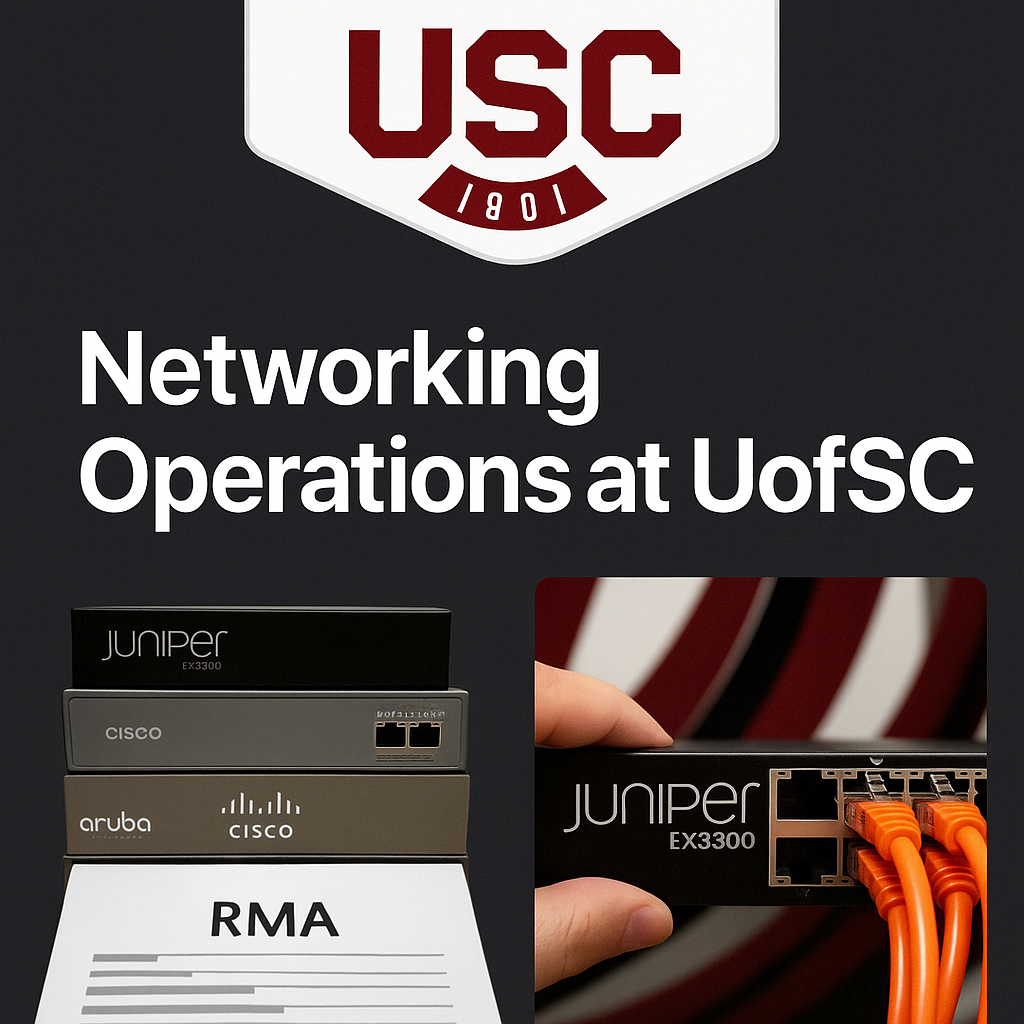 USC
1801
Networking
Operations at UofSC
JUNIPER
EX3300
CISCO
aruba
CISCO
RMA
JUNIPER
EX3300